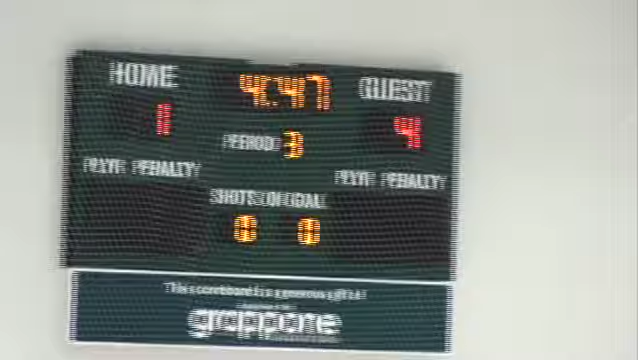 HOME 4:47 GUEST
1 PERIOD 3 4
PLYR PENALTY PLYR PENALTY
SHOTS ON GOAL
0 0
This scoreboard is a generous gift of
grappone